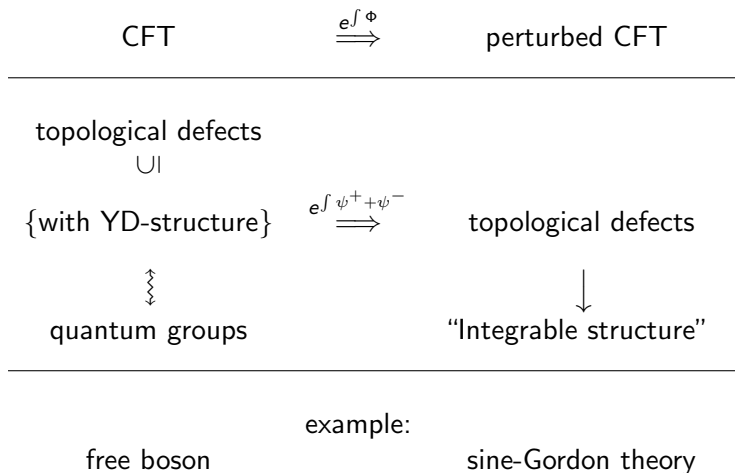 CFT e^{∫ Φ} ⟹ perturbed CFT
topological defects
∪|
{with YD-structure} e^{∫ ψ^+ + ψ^-} ⟹ topological defects
↕ ↓
quantum groups “Integrable structure”
example:
free boson sine-Gordon theory